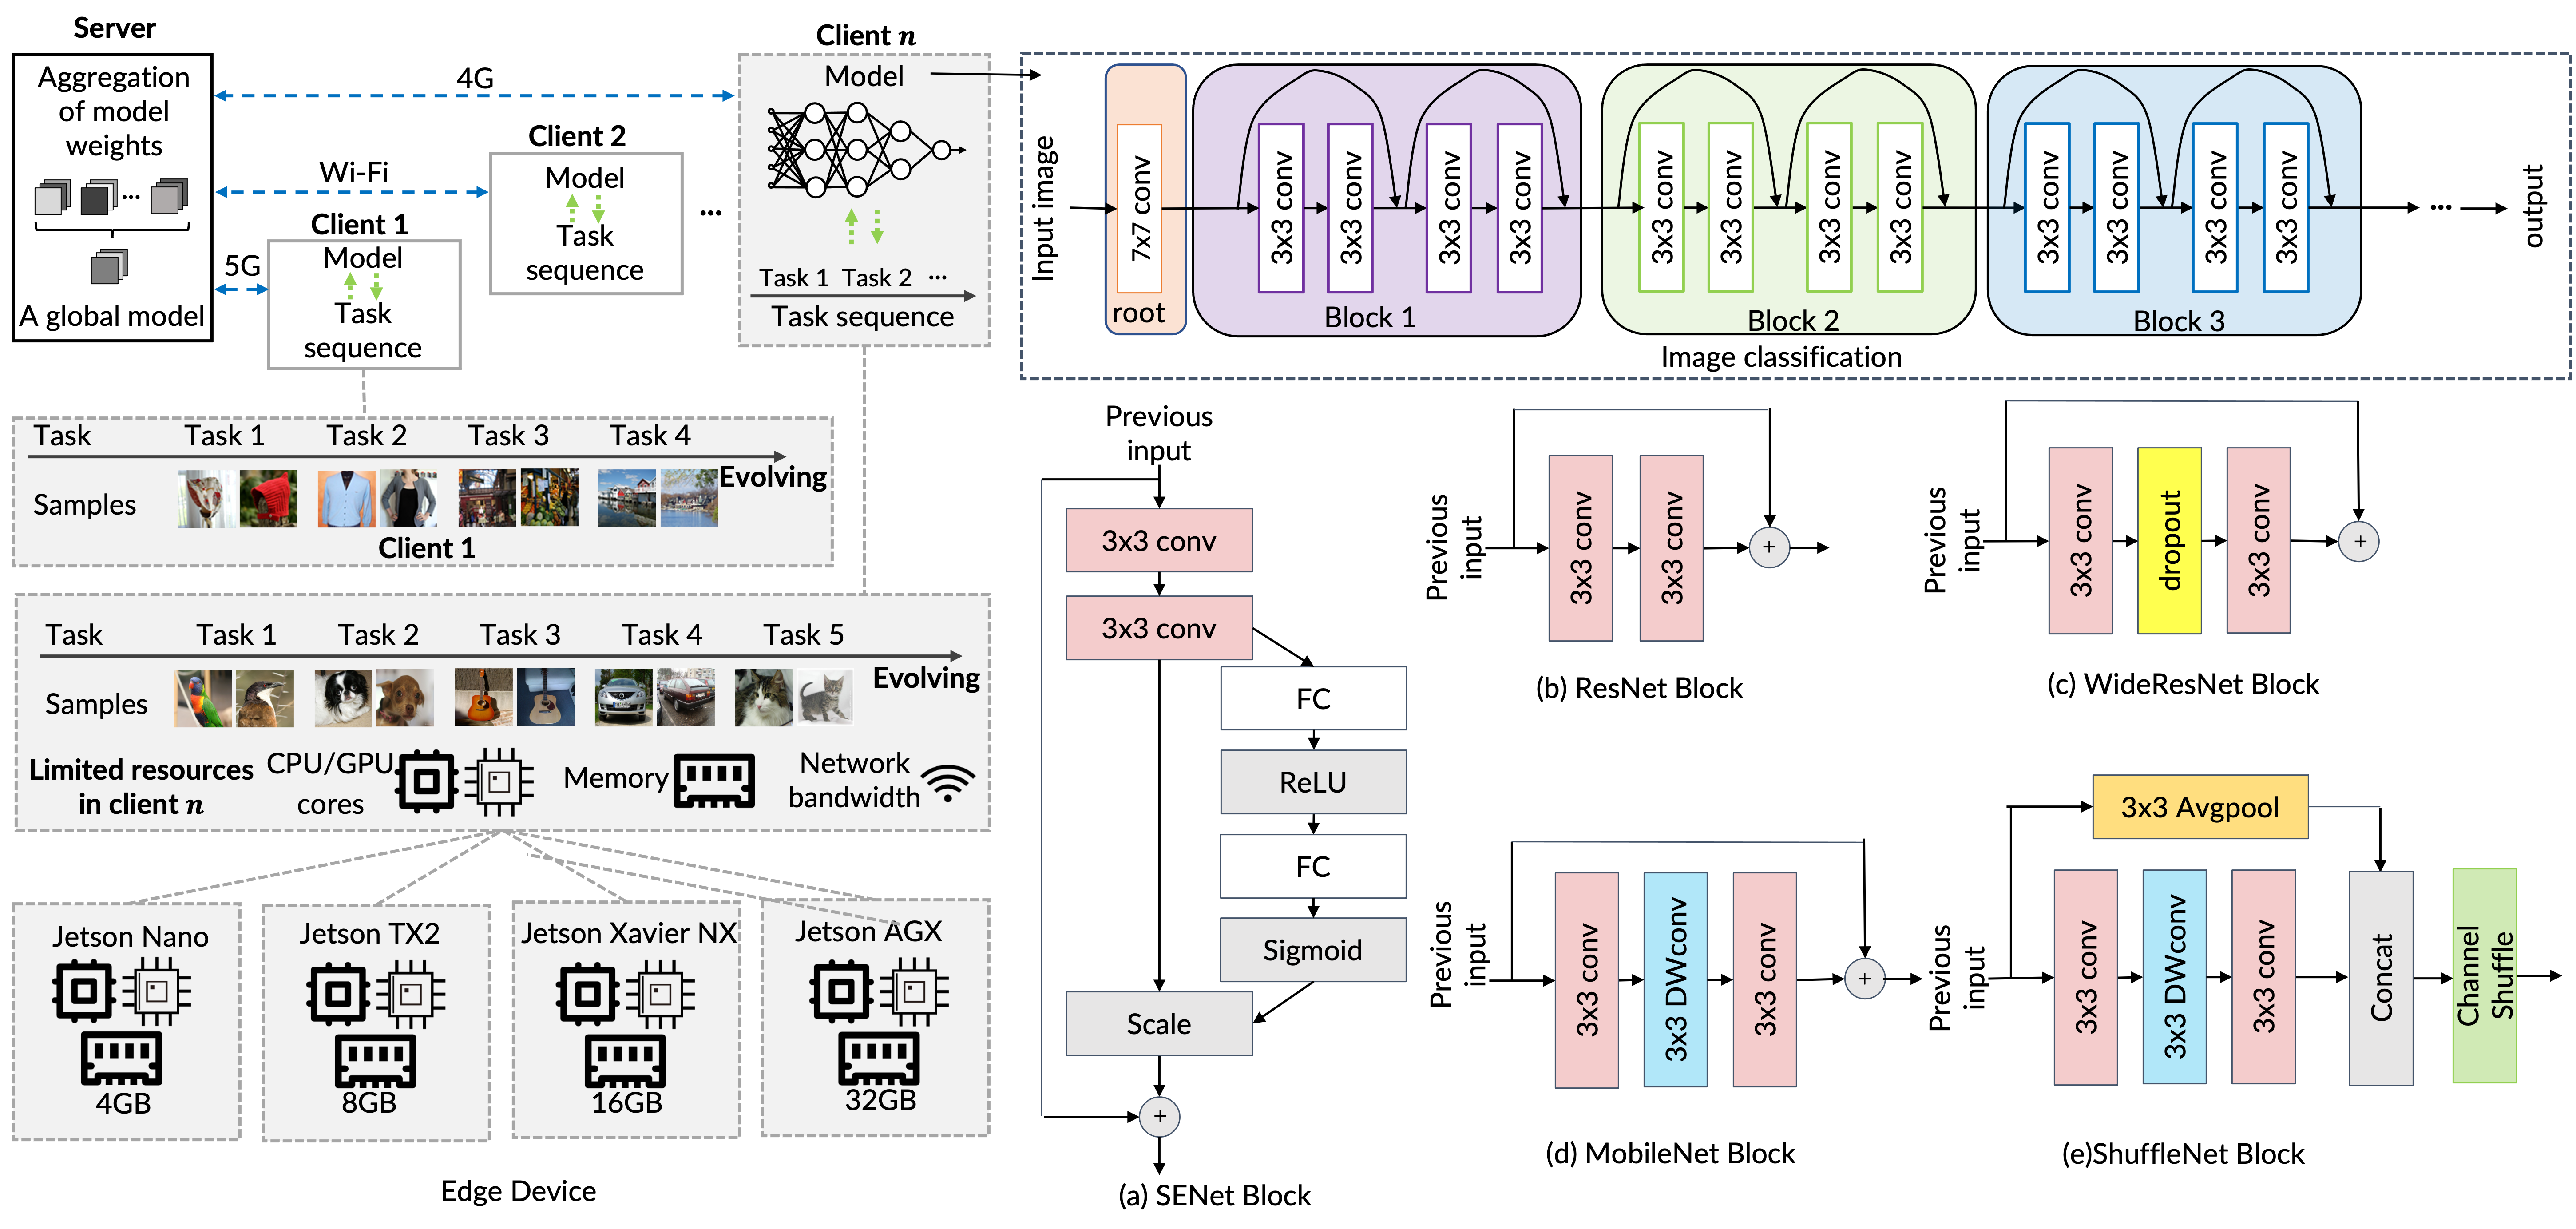 Server
Aggregation
of model
weights
...
A global model
4G
Wi-Fi
5G
Client 1
Model
Task
sequence
Client 2
Model
Task
sequence
...
Client n
Model
Task 1 Task 2 ...
Task sequence
Input image
7x7 conv
root
3x3 conv
3x3 conv
3x3 conv
3x3 conv
Block 1
3x3 conv
3x3 conv
3x3 conv
3x3 conv
Block 2
3x3 conv
3x3 conv
3x3 conv
3x3 conv
Block 3
...
output
Image classification
Task Task 1 Task 2 Task 3 Task 4
Evolving
Samples
Client 1
Task Task 1 Task 2 Task 3 Task 4 Task 5
Evolving
Samples
Limited resources
in client n
CPU/GPU
cores
Memory
Network
bandwidth
Jetson Nano
4GB
Jetson TX2
8GB
Jetson Xavier NX
16GB
Jetson AGX
32GB
Edge Device
Previous
input
3x3 conv
3x3 conv
FC
ReLU
FC
Sigmoid
Scale
+
(a) SENet Block
Previous
input
3x3 conv
3x3 conv
+
(b) ResNet Block
Previous
input
3x3 conv
dropout
3x3 conv
+
(c) WideResNet Block
Previous
input
3x3 conv
3x3 DWconv
3x3 conv
+
(d) MobileNet Block
Previous
input
3x3 Avgpool
3x3 conv
3x3 DWconv
3x3 conv
Concat
Channel
Shuffle
(e)ShuffleNet Block